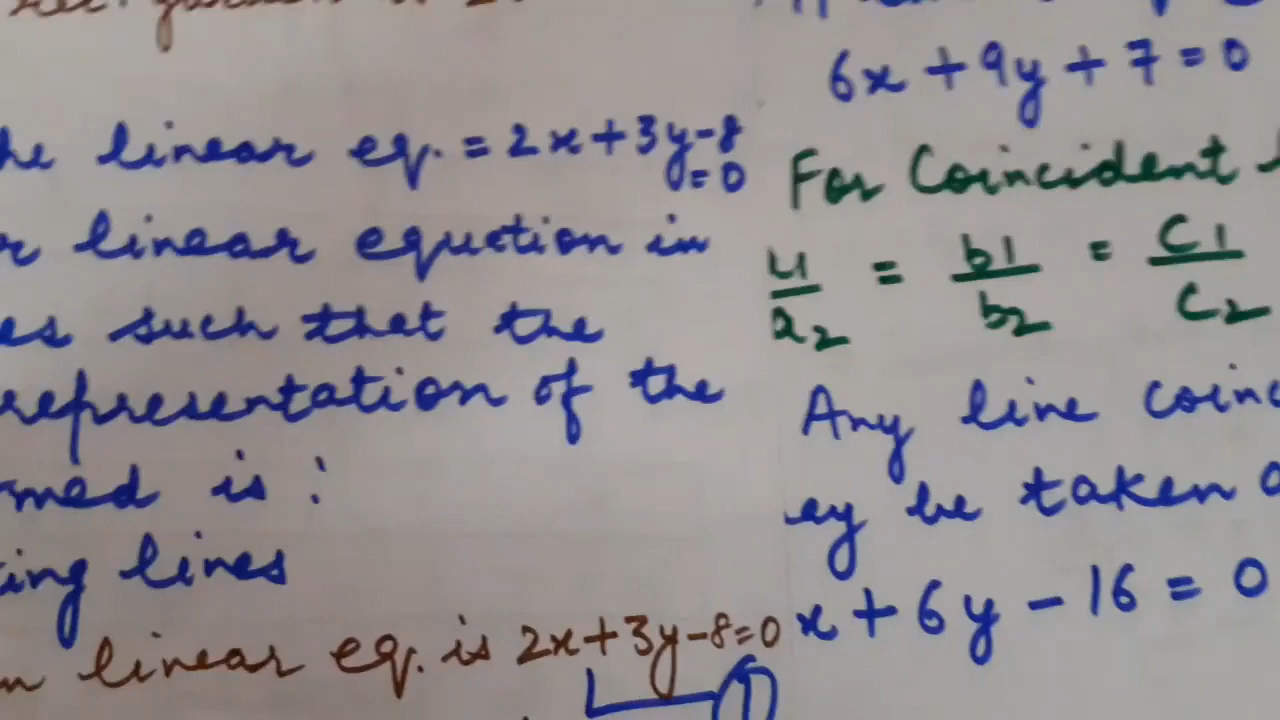 he linear eq. = 2x+3y-8
=0
r linear equction in
es such that the
representation of the
rmed is :
ing lines
n linear eq. is 2x+3y-8=0
1
6x + 9y + 7 = 0
For Coincident
a1/a2 = b1/b2 = C1/C2
Any line coinc
ey be taken a
x + 6y - 16 = 0